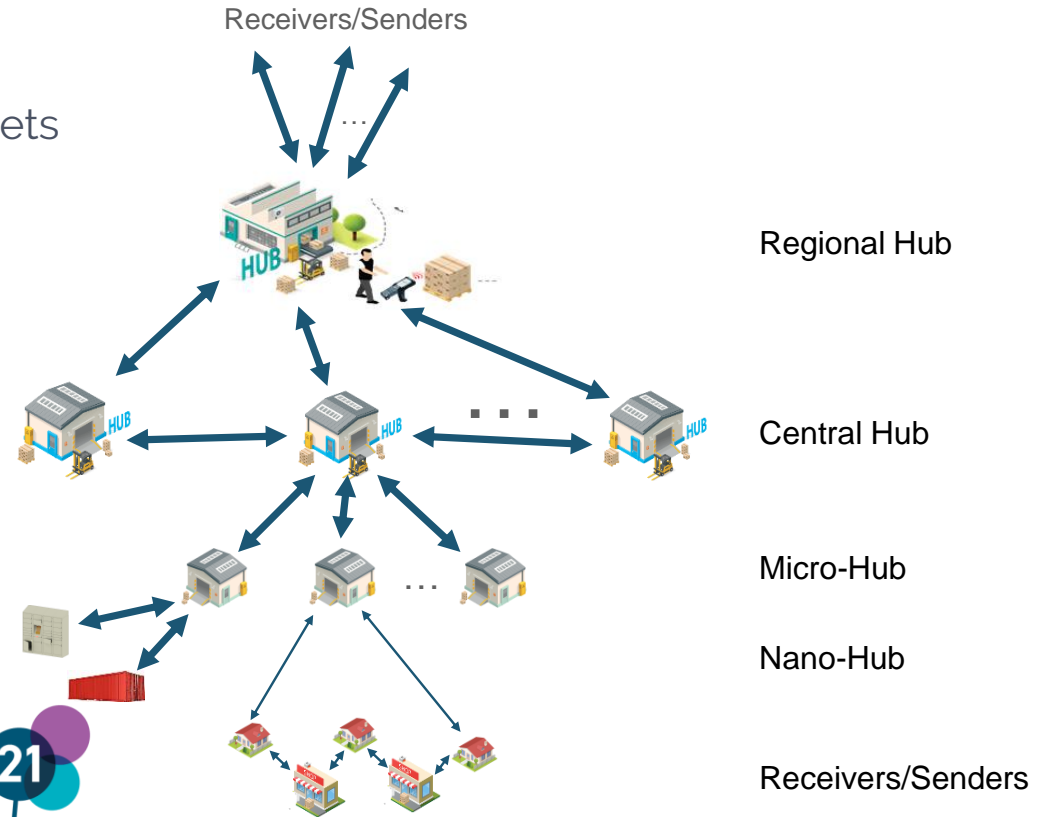 Receivers/Senders
ets
...
HUB
Regional Hub
HUB
HUB
...
HUB
Central Hub
...
Micro-Hub
Nano-Hub
21
Receivers/Senders